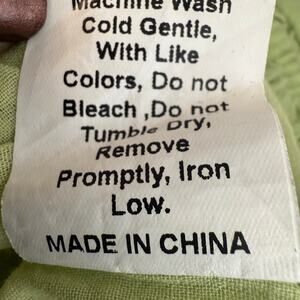 Machine Wash
Cold Gentle,
With Like
Colors, Do not
Bleach ,Do not
Tumble Dry,
Remove
Promptly, Iron
Low.
MADE IN CHINA